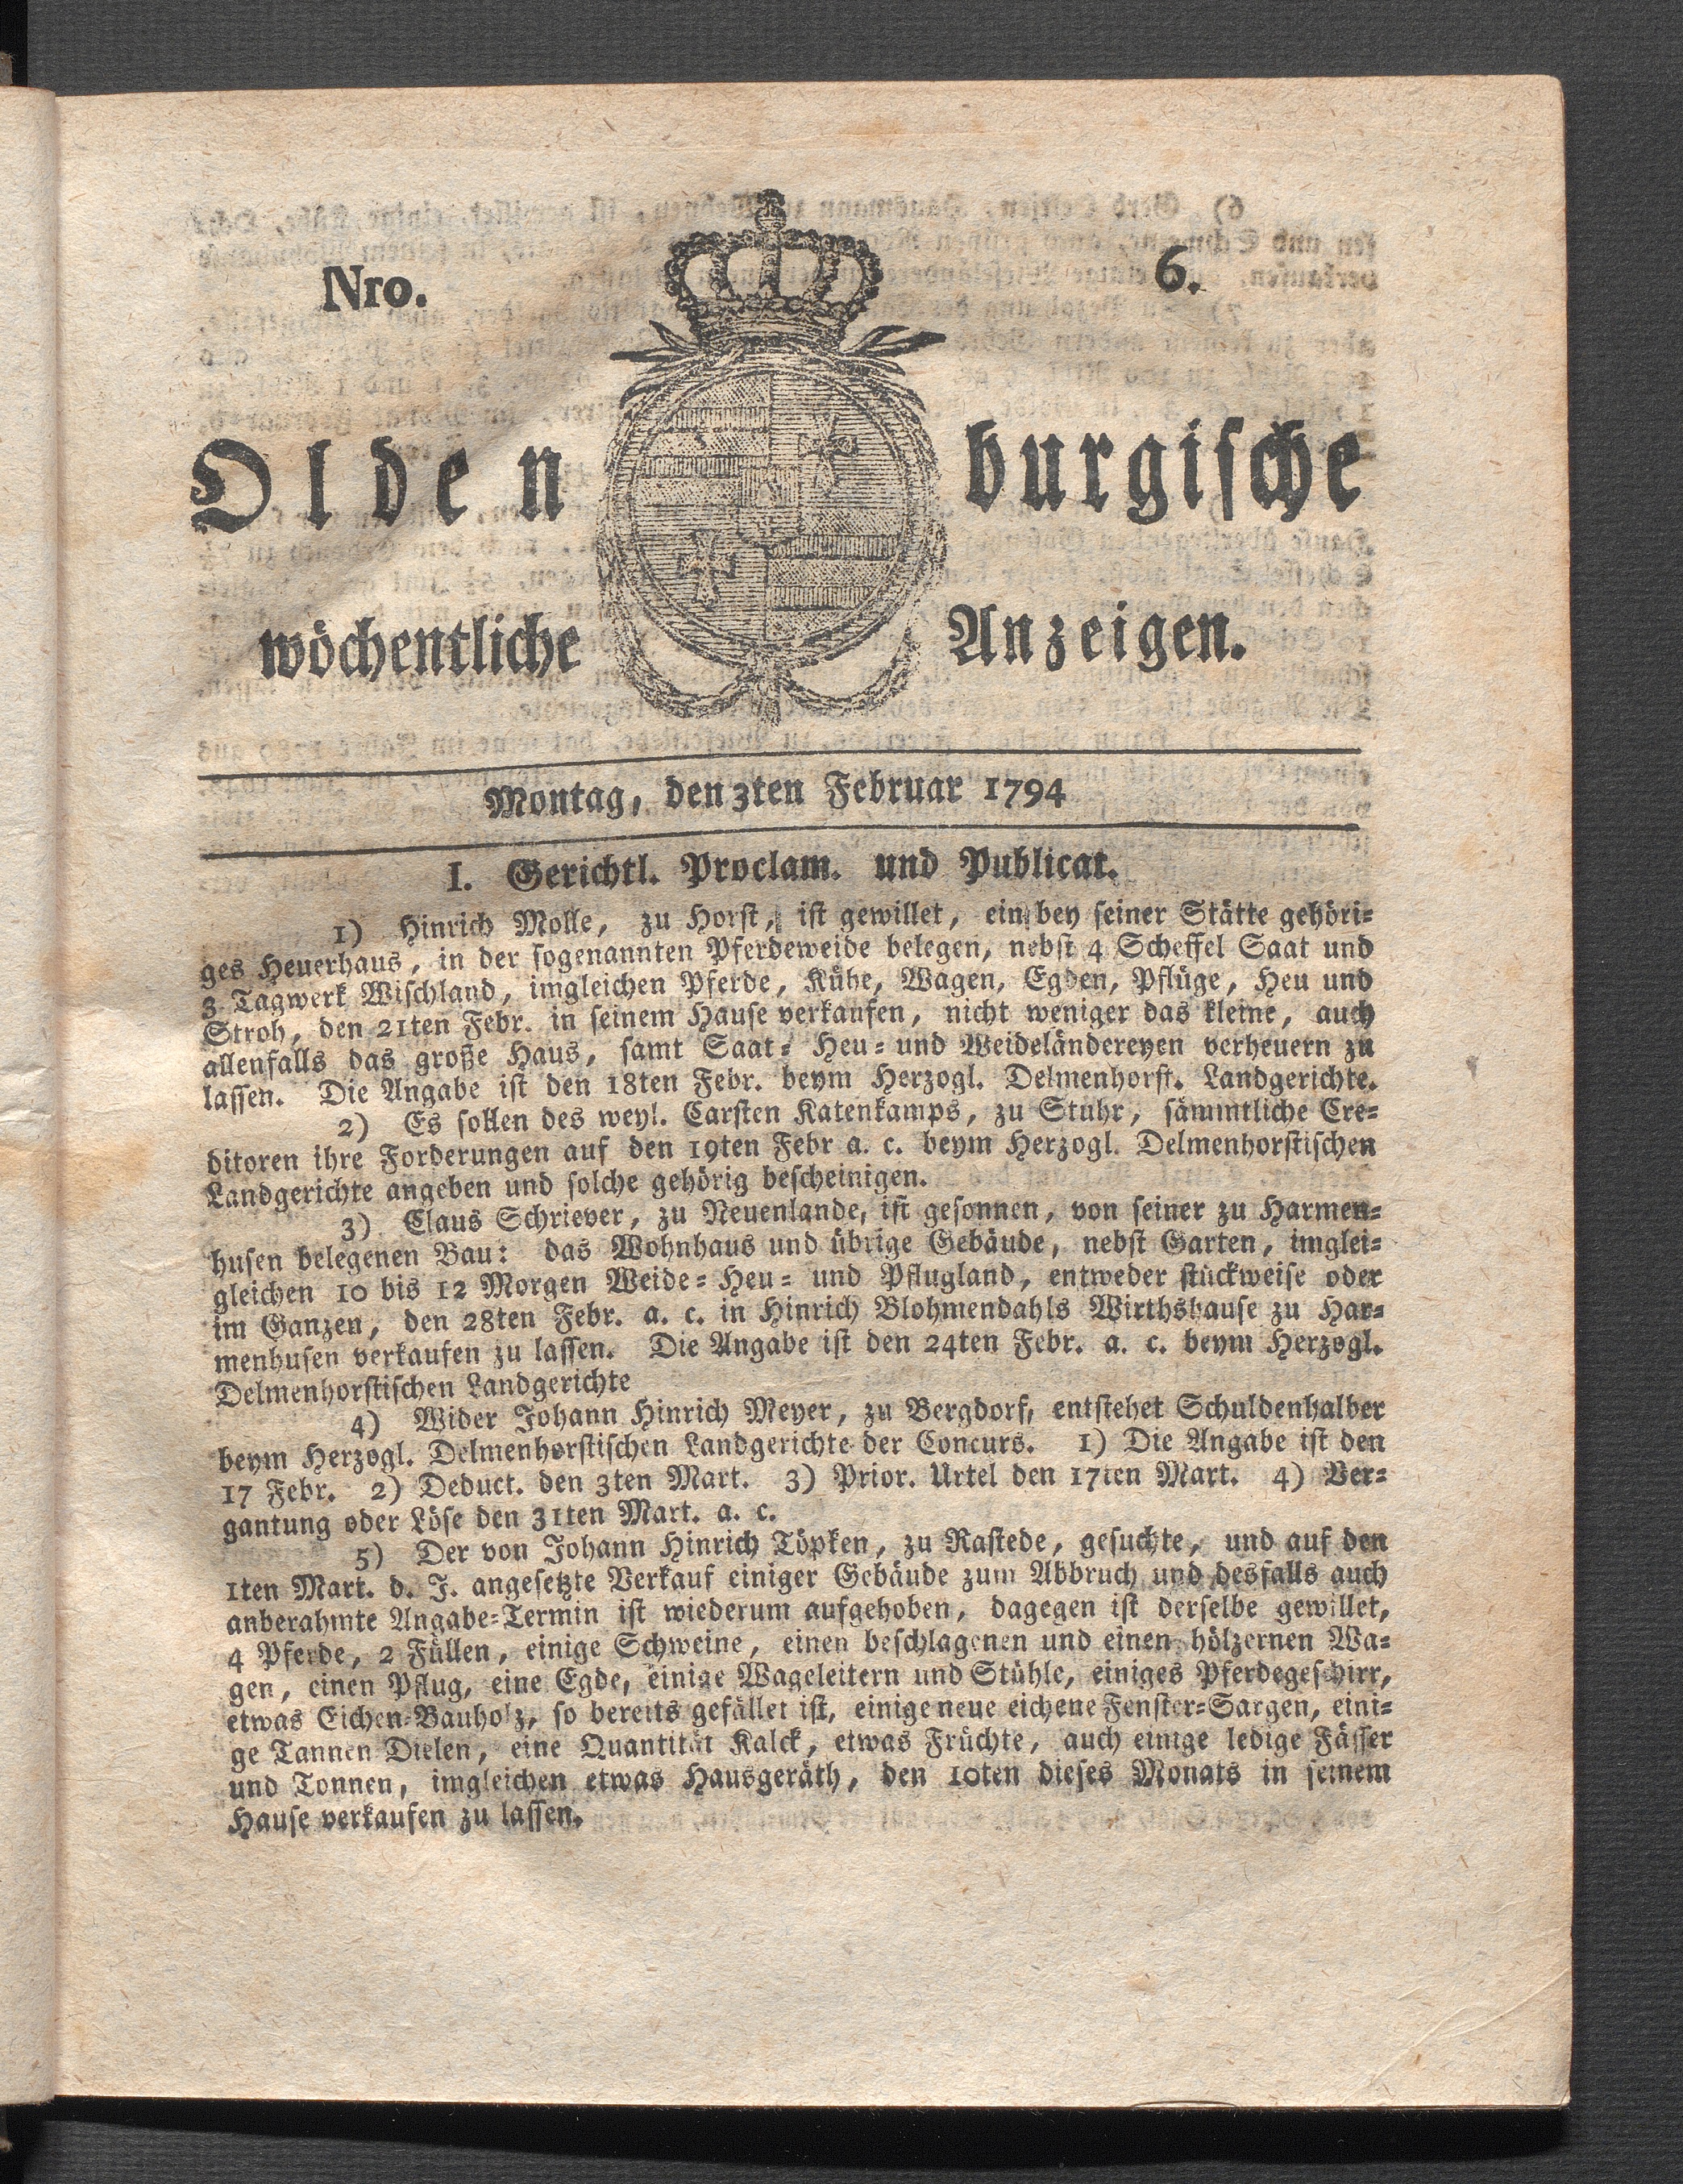 Nro. 6.
Oldenburgische
wöchentliche Anzeigen.
Montag, den 3ten Februar 1794
I. Gerichtl. Proclam. und Publicat.
1) Hinrich Molle, zu Horst, ist gewillet, ein bey seiner Stätte gehöri=
ges Heuerhaus, in der sogenannten Pferdeweide belegen, nebst 4 Scheffel Saat und
3 Tagwerk Wischland, imgleichen Pferde, Kühe, Wagen, Egden, Pflüge, Heu und
Stroh, den 21ten Febr. in seinem Hause verkaufen, nicht weniger das kleine, auch
allenfalls das große Haus, samt Saat= Heu= und Weideländereyen verheuern zu
lassen. Die Angabe ist den 18ten Febr. beym Herzogl. Delmenhorst. Landgerichte.
2) Es sollen des weyl. Carsten Katenkamps, zu Stuhr, sämmtliche Cre=
ditoren ihre Forderungen auf den 19ten Febr a. c. beym Herzogl. Delmenhorstischen
Landgerichte angeben und solche gehörig bescheinigen.
3) Claus Schriever, zu Neuenlande, ist gesonnen, von seiner zu Harmen=
husen belegenen Bau: das Wohnhaus und übrige Gebäude, nebst Garten, imglei=
gleichen 10 bis 12 Morgen Weide= Heu= und Pflugland, entweder stückweise oder
im Ganzen, den 28ten Febr. a. c. in Hinrich Blohmendahls Wirthshause zu Har=
menhusen verkaufen zu lassen. Die Angabe ist den 24ten Febr. a. c. beym Herzogl.
Delmenhorstischen Landgerichte
4) Wider Johann Hinrich Meyer, zu Bergdorf, entstehet Schuldenhalber
beym Herzogl. Delmenhorstischen Landgerichte der Concurs. 1) Die Angabe ist den
17 Febr. 2) Deduct. den 3ten Mart. 3) Prior. Urtel den 17ten Mart. 4) Ver=
gantung oder Löse den 31ten Mart. a. c.
5) Der von Johann Hinrich Töpken, zu Rastede, gesuchte, und auf den
1ten Mart. d. J. angesetzte Verkauf einiger Gebäude zum Abbruch und desfalls auch
anberahmte Angabe=Termin ist wiederum aufgehoben, dagegen ist derselbe gewillet,
4 Pferde, 2 Füllen, einige Schweine, einen beschlagenen und einen hölzernen Wa=
gen, einen Pflug, eine Egde, einige Wageleitern und Stühle, einiges Pferdegeschirr,
etwas Eichen=Bauholz, so bereits gefället ist, einige neue eichene Fenster=Sargen, eini=
ge Tannen Dielen, eine Quantität Kalck, etwas Früchte, auch einige ledige Fässer
und Tonnen, imgleichen etwas Hausgeräth, den 10ten dieses Monats in seinem
Hause verkaufen zu lassen.